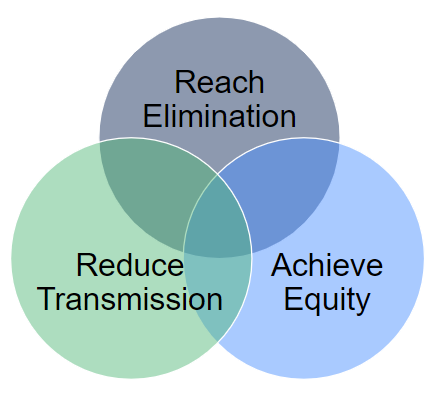 Reach
Elimination
Reduce
Transmission
Achieve
Equity